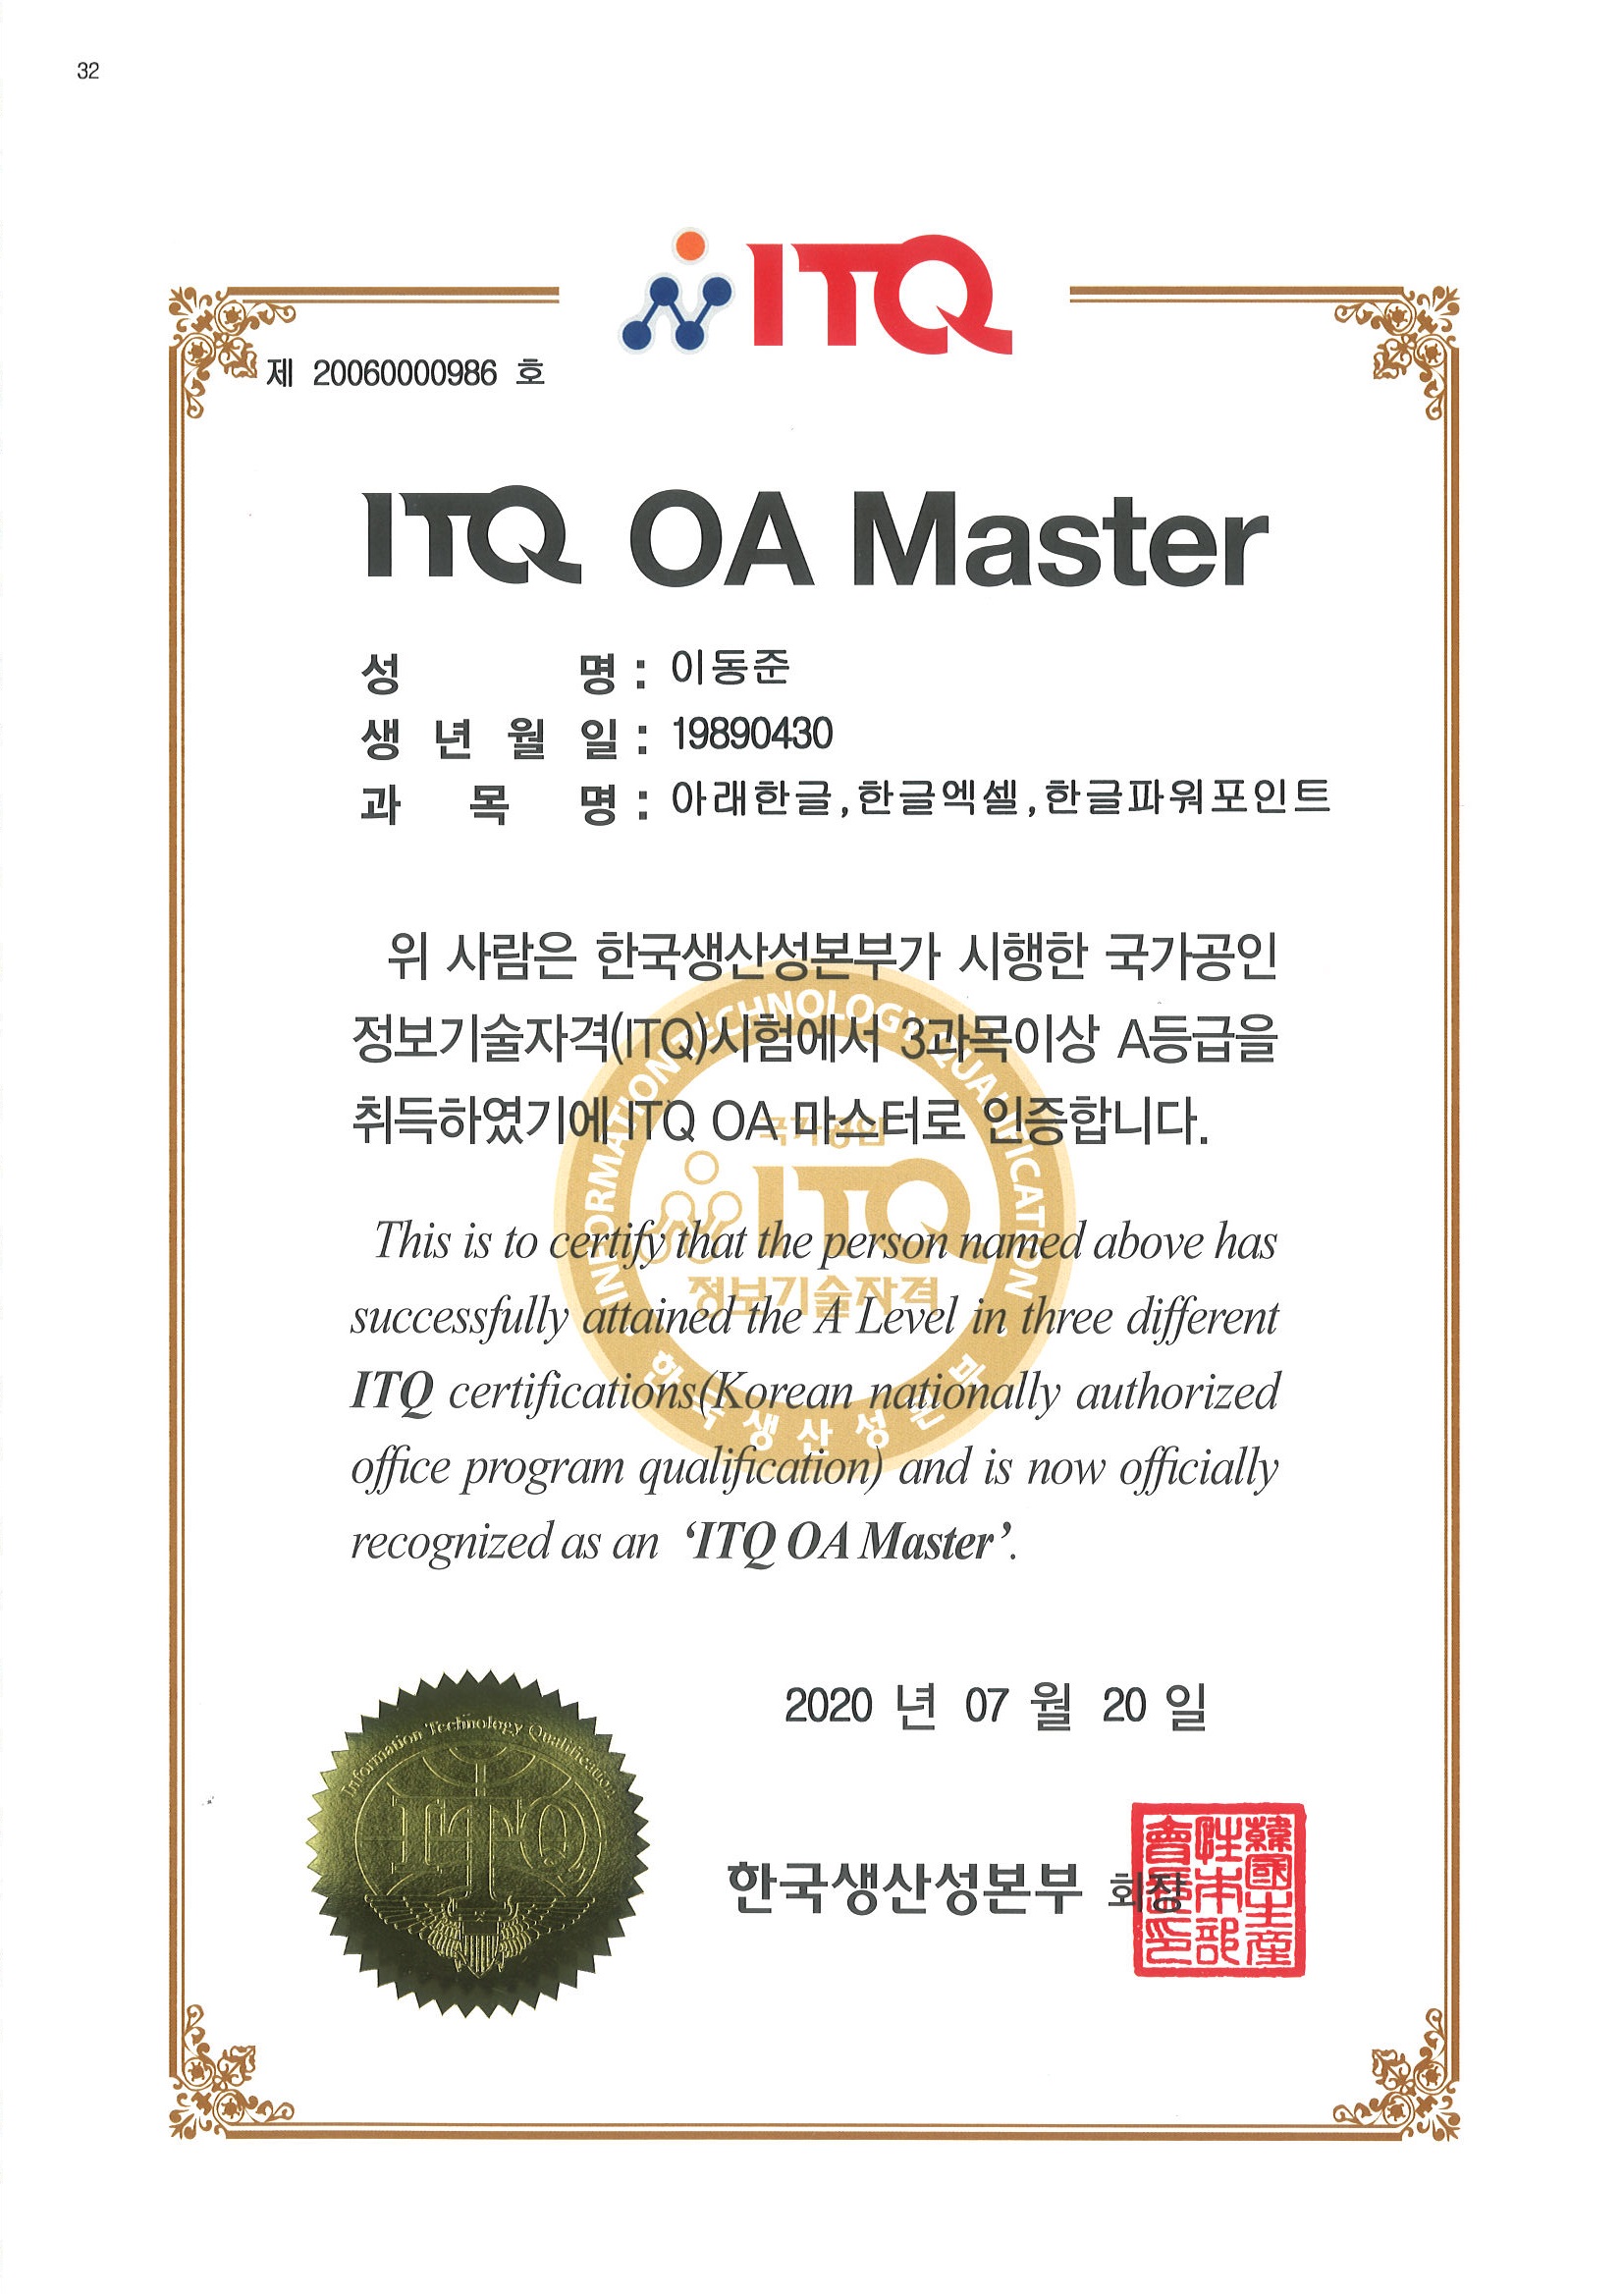 32
ITQ
제 20060000986 호
ITQ OA Master
성 명 : 이동준
생 년 월 일 : 19890430
과 목 명 : 아래한글,한글엑셀,한글파워포인트
위 사람은 한국생산성본부가 시행한 국가공인
정보기술자격(ITQ)시험에서 3과목이상 A등급을
취득하였기에 ITQ OA 마스터로 인증합니다.
INFORMATION TECHNOLOGY QUALIFICATION
국가공인
ITQ
정보기술자격
한국생산성본부
This is to certify that the person named above has
successfully attained the A Level in three different
ITQ certifications(Korean nationally authorized
office program qualification) and is now officially
recognized as an ‘ITQ OA Master’.
2020 년 07 월 20 일
Information Technology Qualification
ITQ
한국생산성본부 회장
韓國生産
性本部
會長印